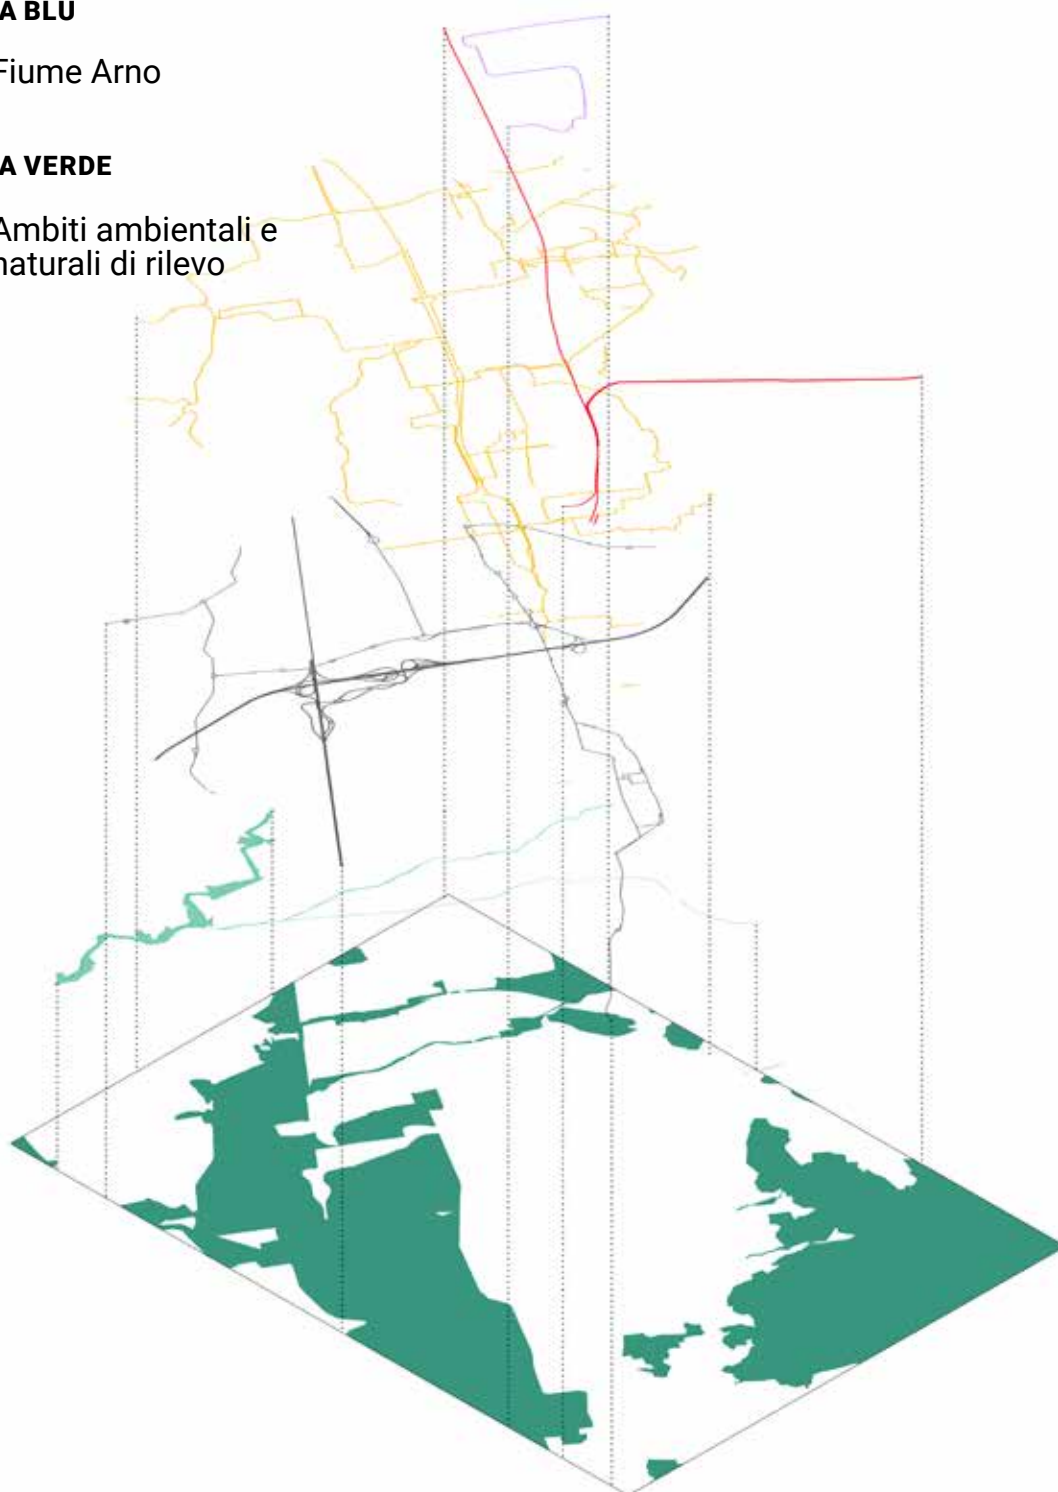 A BLU
Fiume Arno
A VERDE
Ambiti ambientali e
naturali di rilevo